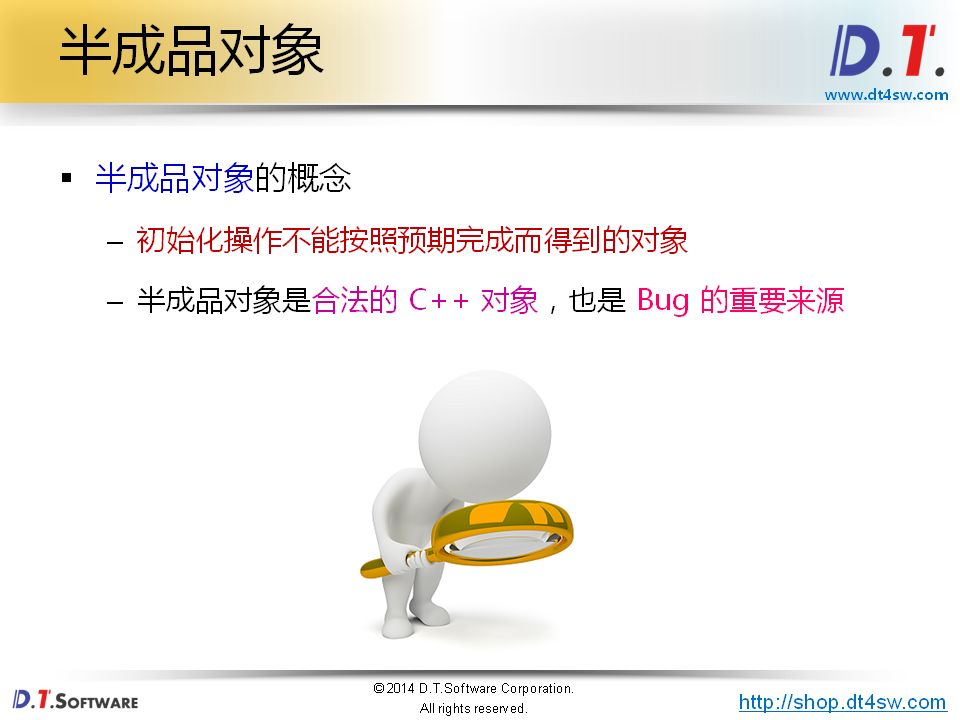 半成品对象
D.T.
www.dt4sw.com
▪ 半成品对象的概念
– 初始化操作不能按照预期完成而得到的对象
– 半成品对象是合法的 C++ 对象，也是 Bug 的重要来源
D.T.SOFTWARE
©2014 D.T.Software Corporation.
All rights reserved.
http://shop.dt4sw.com